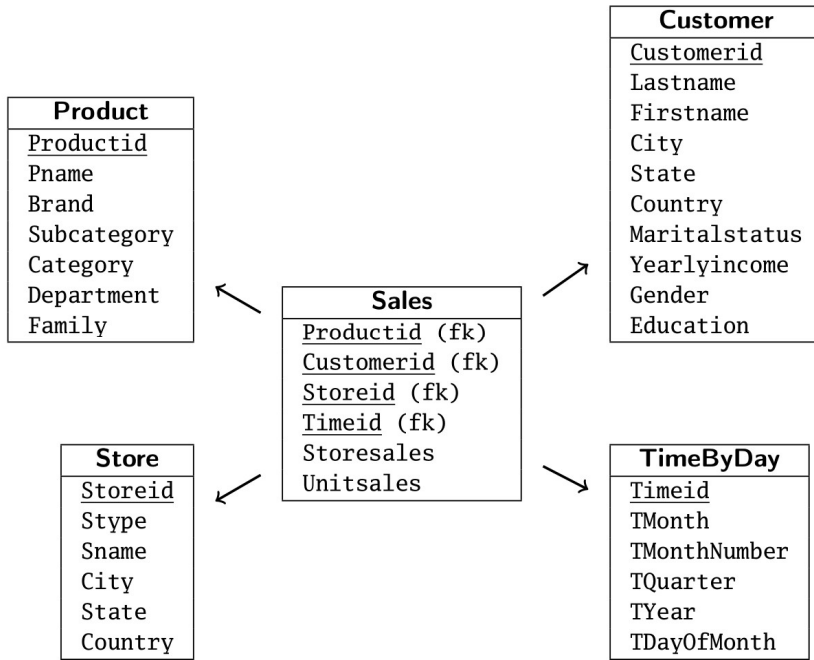 Customer
Customerid
Lastname
Firstname
City
State
Country
Maritalstatus
Yearlyincome
Gender
Education
Product
Productid
Pname
Brand
Subcategory
Category
Department
Family
Sales
Productid (fk)
Customerid (fk)
Storeid (fk)
Timeid (fk)
Storesales
Unitsales
Store
Storeid
Stype
Sname
City
State
Country
TimeByDay
Timeid
TMonth
TMonthNumber
TQuarter
TYear
TDayOfMonth